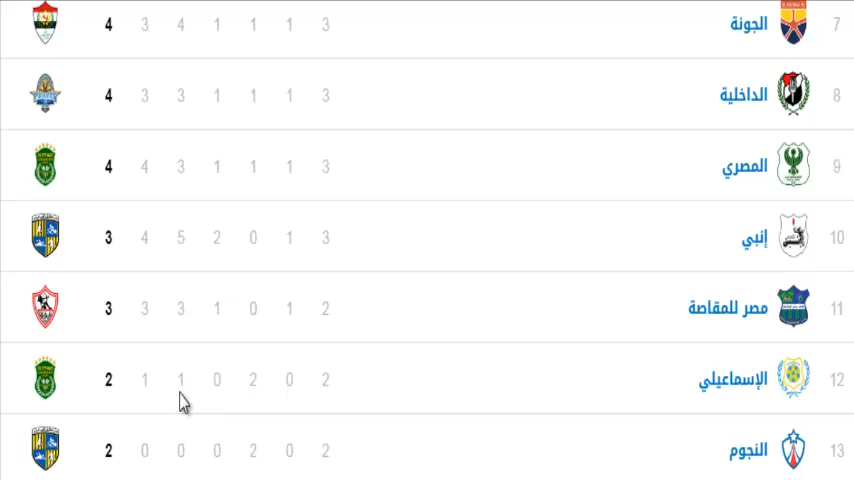 7 الجونة 3 1 1 1 4 3 4
8 الداخلية 3 1 1 1 3 3 4
9 المصري 3 1 1 1 3 4 4
10 إنبي 3 1 0 2 5 4 3
11 مصر للمقاصة 2 1 0 1 3 3 3
12 الإسماعيلي 2 0 2 0 1 1 2
13 النجوم 2 0 2 0 0 0 2